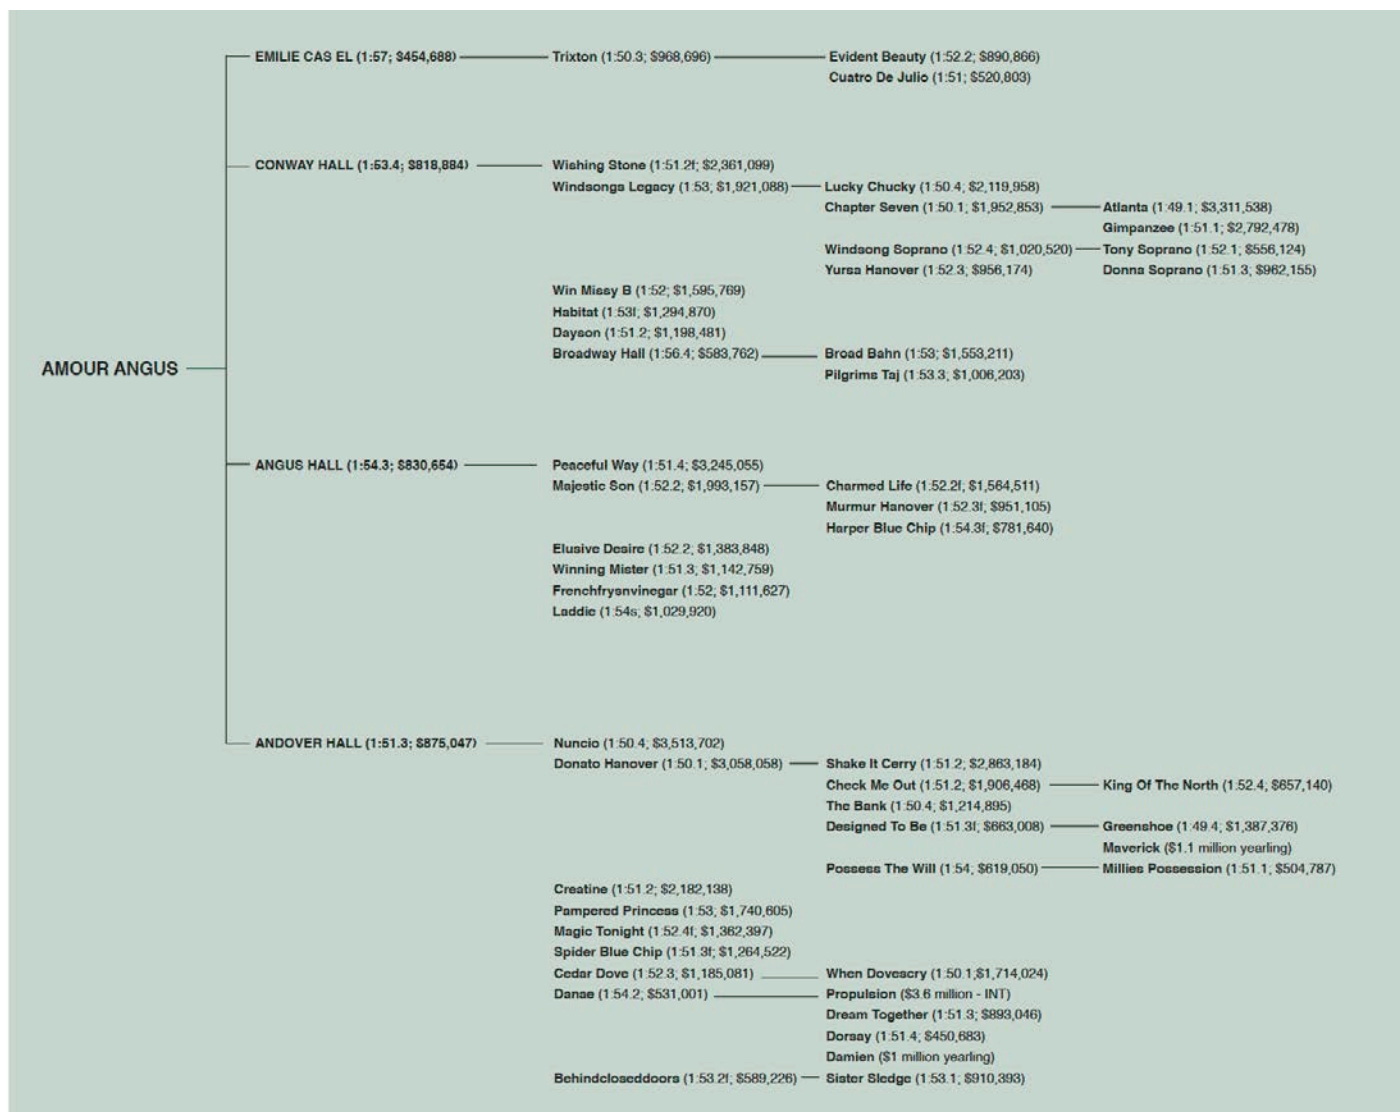 EMILIE CAS EL (1:57; $454,688) Trixton (1:50.3; $968,696) Evident Beauty (1:52.2; $890,866)
Cuatro De Julio (1:51; $520,803)
CONWAY HALL (1:53.4; $818,884) Wishing Stone (1:51.2f; $2,361,099)
Windsongs Legacy (1:53; $1,921,088) Lucky Chucky (1:50.4; $2,119,958)
Chapter Seven (1:50.1; $1,952,853) Atlanta (1:49.1; $3,311,538)
Gimpanzee (1:51.1; $2,792,478)
Windsong Soprano (1:52.4; $1,020,520) Tony Soprano (1:52.1; $556,124)
Yursa Hanover (1:52.3; $956,174) Donna Soprano (1:51.3; $962,155)
Win Missy B (1:52; $1,595,769)
Habitat (1:53f; $1,294,870)
Dayson (1:51.2; $1,198,481)
Broadway Hall (1:56.4; $583,762) Broad Bahn (1:53; $1,553,211)
AMOUR ANGUS
Pilgrims Taj (1:53.3; $1,006,203)
ANGUS HALL (1:54.3; $830,654) Peaceful Way (1:51.4; $3,245,055)
Majestic Son (1:52.2; $1,993,157) Charmed Life (1:52.2f; $1,564,511)
Murmur Hanover (1:52.3f; $951,105)
Harper Blue Chip (1:54.3f; $781,640)
Elusive Desire (1:52.2; $1,383,848)
Winning Mister (1:51.3; $1,142,759)
Frenchfrysnvinegar (1:52; $1,111,627)
Laddie (1:54s; $1,029,920)
ANDOVER HALL (1:51.3; $875,047) Nuncio (1:50.4; $3,513,702)
Donato Hanover (1:50.1; $3,058,058) Shake It Cerry (1:51.2; $2,863,184)
Check Me Out (1:51.2; $1,906,468) King Of The North (1:52.4; $657,140)
The Bank (1:50.4; $1,214,895)
Designed To Be (1:51.3f; $663,008) Greenshoe (1:49.4; $1,387,376)
Maverick ($1.1 million yearling)
Possess The Will (1:54; $619,050) Millies Possession (1:51.1; $504,787)
Creatine (1:51.2; $2,182,138)
Pampered Princess (1:53; $1,740,605)
Magic Tonight (1:52.4f; $1,362,397)
Spider Blue Chip (1:51.3f; $1,264,522)
Cedar Dove (1:52.3; $1,185,081) When Dovescry (1:50.1;$1,714,024)
Danae (1:54.2; $531,001) Propulsion ($3.6 million - INT)
Dream Together (1:51.3; $893,046)
Dorsay (1:51.4; $450,683)
Damien ($1 million yearling)
Behindcloseddoors (1:53.2f; $589,226) Sister Sledge (1:53.1; $910,393)